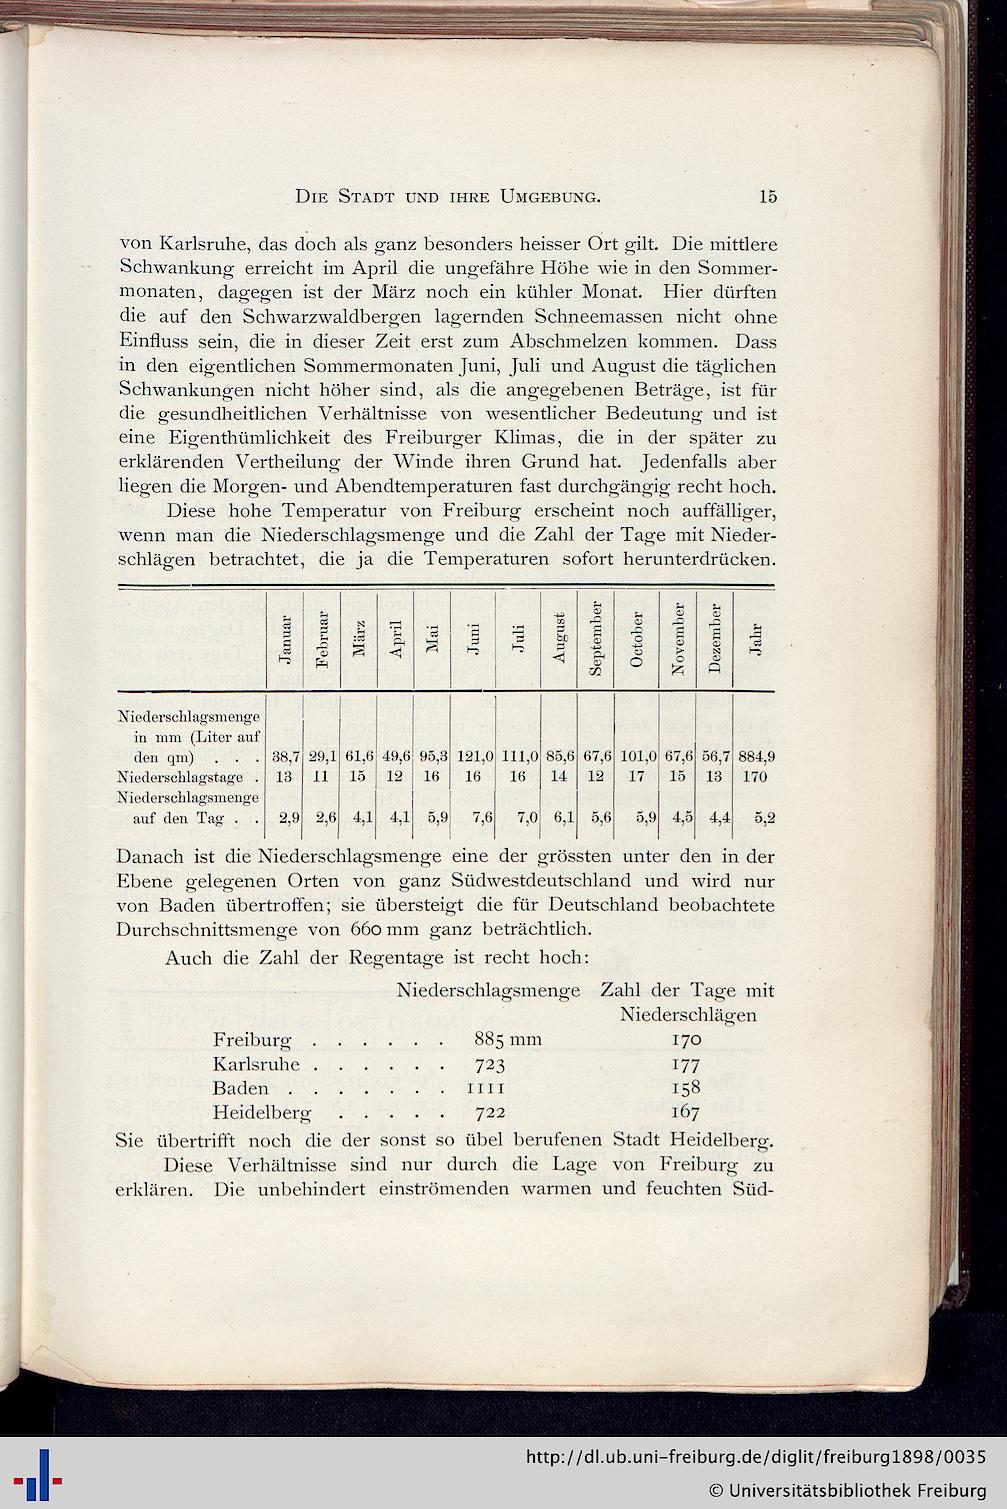 Die Stadt und ihre Umgebung. 15
von Karlsruhe, das doch als ganz besonders heisser Ort gilt. Die mittlere
Schwankung erreicht im April die ungefähre Höhe wie in den Sommer-
monaten, dagegen ist der März noch ein kühler Monat. Hier dürften
die auf den Schwarzwaldbergen lagernden Schneemassen nicht ohne
Einfluss sein, die in dieser Zeit erst zum Abschmelzen kommen. Dass
in den eigentlichen Sommermonaten Juni, Juli und August die täglichen
Schwankungen nicht höher sind, als die angegebenen Beträge, ist für
die gesundheitlichen Verhältnisse von wesentlicher Bedeutung und ist
eine Eigenthümlichkeit des Freiburger Klimas, die in der später zu
erklärenden Vertheilung der Winde ihren Grund hat. Jedenfalls aber
liegen die Morgen- und Abendtemperaturen fast durchgängig recht hoch.
Diese hohe Temperatur von Freiburg erscheint noch auffälliger,
wenn man die Niederschlagsmenge und die Zahl der Tage mit Nieder-
schlägen betrachtet, die ja die Temperaturen sofort herunterdrücken.
Januar Februar März April Mai Juni Juli August September October November Dezember Jahr
Niederschlagsmenge
in mm (Liter auf
den qm) . . . 38,7 29,1 61,6 49,6 95,3 121,0 111,0 85,6 67,6 101,0 67,6 56,7 884,9
Niederschlagstage . 13 11 15 12 16 16 16 14 12 17 15 13 170
Niederschlagsmenge
auf den Tag . . 2,9 2,6 4,1 4,1 5,9 7,6 7,0 6,1 5,6 5,9 4,5 4,4 5,2
Danach ist die Niederschlagsmenge eine der grössten unter den in der
Ebene gelegenen Orten von ganz Südwestdeutschland und wird nur
von Baden übertroffen; sie übersteigt die für Deutschland beobachtete
Durchschnittsmenge von 660 mm ganz beträchtlich.
Auch die Zahl der Regentage ist recht hoch:
Niederschlagsmenge Zahl der Tage mit
Niederschlägen
Freiburg . . . . . . 885 mm 170
Karlsruhe . . . . . . 723 177
Baden . . . . . . . 1111 158
Heidelberg . . . . . 722 167
Sie übertrifft noch die der sonst so übel berufenen Stadt Heidelberg.
Diese Verhältnisse sind nur durch die Lage von Freiburg zu
erklären. Die unbehindert einströmenden warmen und feuchten Süd-
http://dl.ub.uni-freiburg.de/diglit/freiburg1898/0035
© Universitätsbibliothek Freiburg